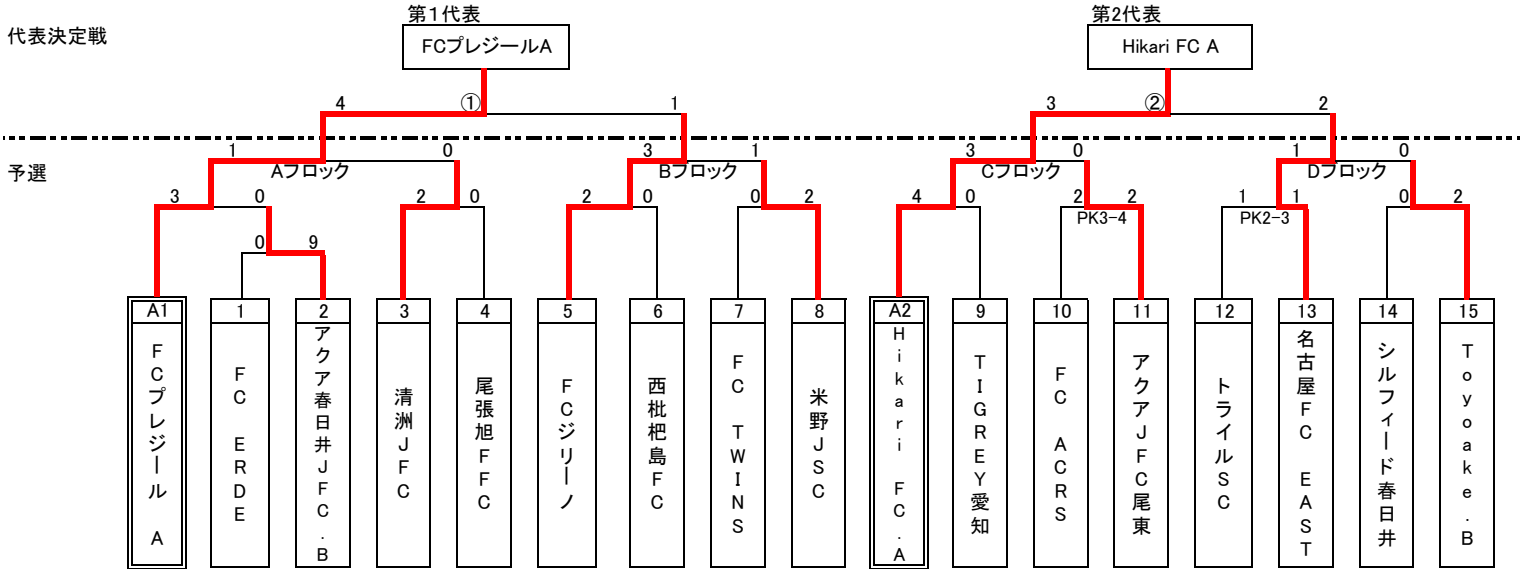 第1代表
第2代表
代表決定戦
FCプレジールA
Hikari FC A
4 ① 1
3 ② 2
予選
1 0
3 1
3 0
1 0
Aブロック
Bブロック
Cブロック
Dブロック
3 0
2 0
2 0
0 2
4 0
2 2
1 1
0 2
PK3-4
PK2-3
0 9
A1 1 2 3 4 5 6 7 8 A2 9 10 11 12 13 14 15
FCプレジール A
FC ERDE
アクア春日井JFC.B
清洲JFC
尾張旭FFC
FCジリーノ
西枇杷島FC
FC TWINS
米野JSC
Hikari FC.A
TIGREY愛知
FC ACRS
アクアJFC尾東
トライルSC
名古屋FC EAST
シルフィード春日井
Toyoake.B